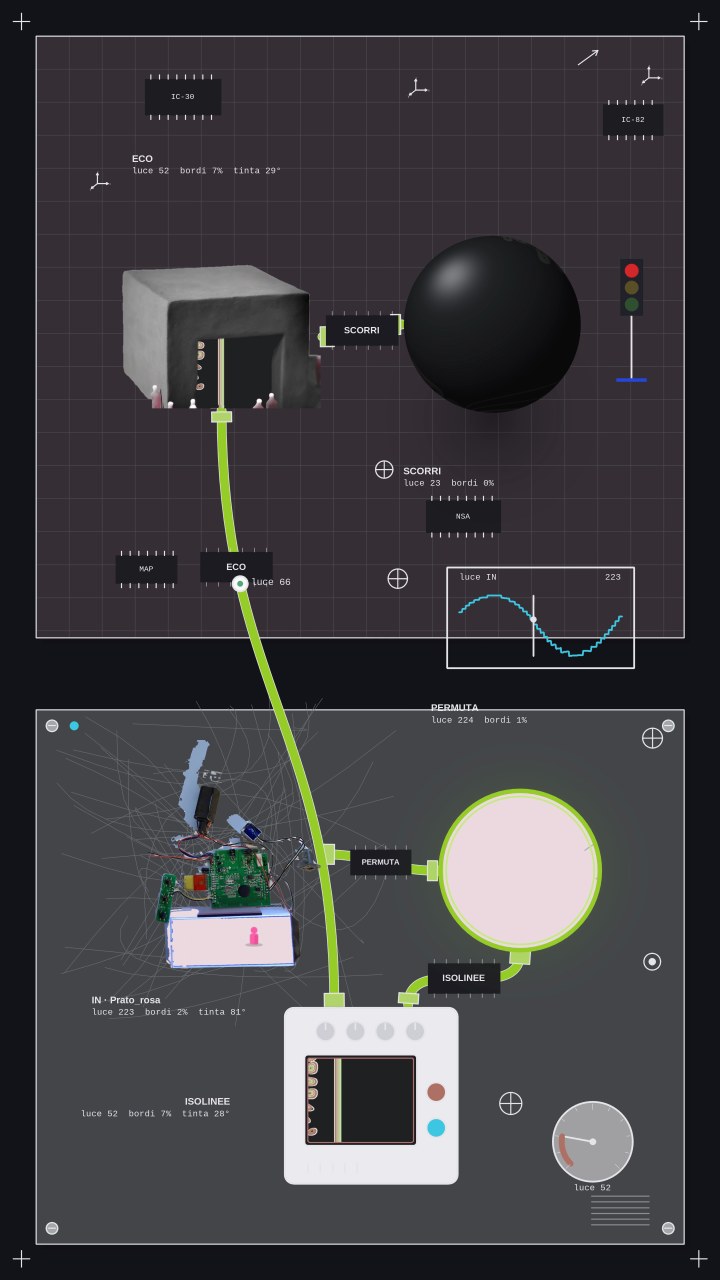 IC-30
IC-82
ECO
luce 52  bordi 7%  tinta 29°
SCORRI
SCORRI
luce 23  bordi 0%
NSA
MAP
ECO
luce 66
luce IN
223
PERMUTA
luce 224  bordi 1%
PERMUTA
ISOLINEE
IN - Prato_rosa
luce 223  bordi 2%  tinta 81°
ISOLINEE
luce 52  bordi 7%  tinta 28°
luce 52